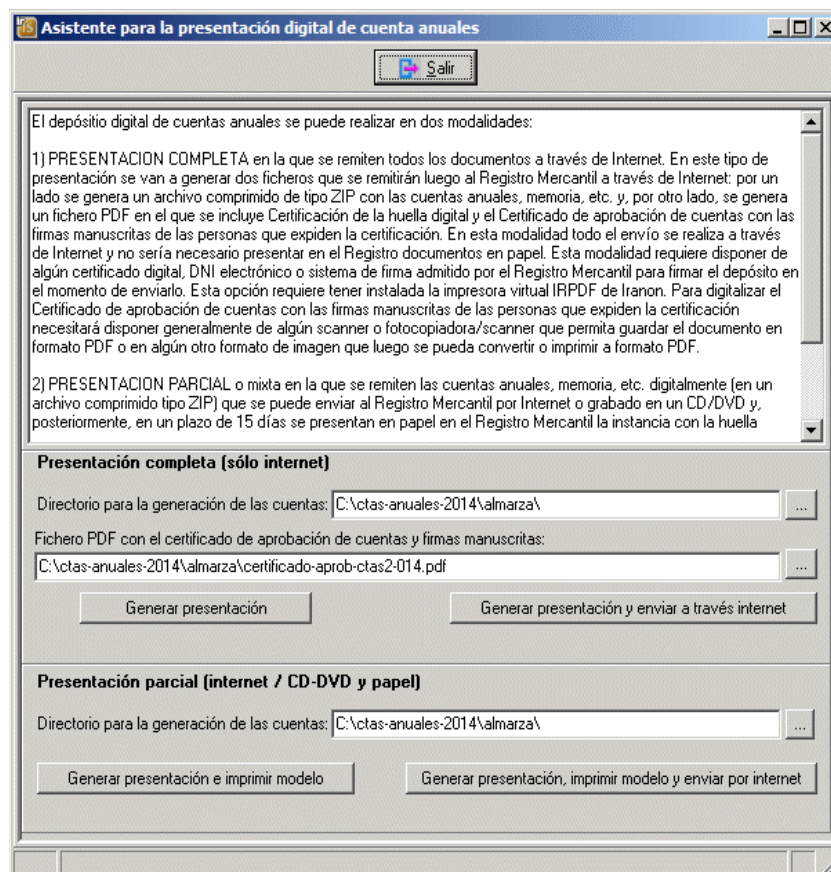 Asistente para la presentación digital de cuenta anuales
Salir
El depósitio digital de cuentas anuales se puede realizar en dos modalidades:
1) PRESENTACION COMPLETA en la que se remiten todos los documentos a través de Internet. En este tipo de
presentación se van a generar dos ficheros que se remitirán luego al Registro Mercantil a través de Internet: por un
lado se genera un archivo comprimido de tipo ZIP con las cuentas anuales, memoria, etc. y, por otro lado, se genera
un fichero PDF en el que se incluye Certificación de la huella digital y el Certificado de aprobación de cuentas con las
firmas manuscritas de las personas que expiden la certificación. En esta modalidad todo el envío se realiza a través
de Internet y no sería necesario presentar en el Registro documentos en papel. Esta modalidad requiere disponer de
algún certificado digital, DNI electrónico o sistema de firma admitido por el Registro Mercantil para firmar el depósito en
el momento de enviarlo. Esta opción requiere tener instalada la impresora virtual IRPDF de Iranon. Para digitalizar el
Certificado de aprobación de cuentas con las firmas manuscritas de las personas que expiden la certificación
necesitará disponer generalmente de algún scanner o fotocopiadora/scanner que permita guardar el documento en
formato PDF o en algún otro formato de imagen que luego se pueda convertir o imprimir a formato PDF.
2) PRESENTACION PARCIAL o mixta en la que se remiten las cuentas anuales, memoria, etc. digitalmente (en un
archivo comprimido tipo ZIP) que se puede enviar al Registro Mercantil por Internet o grabado en un CD/DVD y,
posteriormente, en un plazo de 15 días se presentan en papel en el Registro Mercantil la instancia con la huella
Presentación completa (sólo internet)
Directorio para la generación de las cuentas: C:\ctas-anuales-2014\almarza\ ...
Fichero PDF con el certificado de aprobación de cuentas y firmas manuscritas:
C:\ctas-anuales-2014\almarza\certificado-aprob-ctas2-014.pdf ...
Generar presentación Generar presentación y enviar a través internet
Presentación parcial (internet / CD-DVD y papel)
Directorio para la generación de las cuentas: C:\ctas-anuales-2014\almarza\ ...
Generar presentación e imprimir modelo Generar presentación, imprimir modelo y enviar por internet